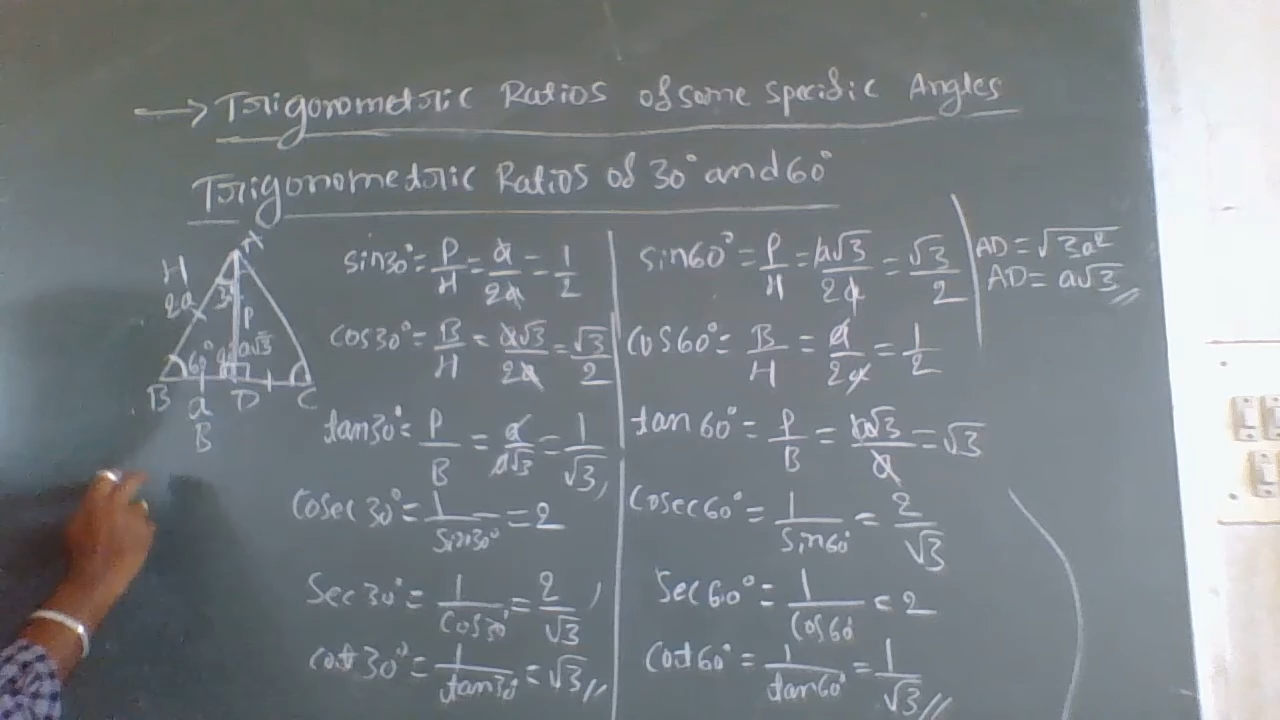 → Trigonometric Ratios of some specific Angles
Trigonometric Ratios of 30° and 60°
A
H
2a
30
P
60° 90 a√3
B D C
a
B
sin30° = P/H = a/2a = 1/2
cos30° = B/H = a√3/2a = √3/2
tan30° = P/B = a/a√3 = 1/√3,
Cosec30° = 1/sin30° = 2
Sec30° = 1/cos30° = 2/√3
cot30° = 1/tan30° = √3//
sin60° = P/H = a√3/2a = √3/2
cos60° = B/H = a/2a = 1/2
tan60° = P/B = a√3/a = √3
Cosec60° = 1/sin60° = 2/√3
Sec60° = 1/cos60 = 2
Cot60° = 1/tan60° = 1/√3//
AD = √3a²
AD = a√3//